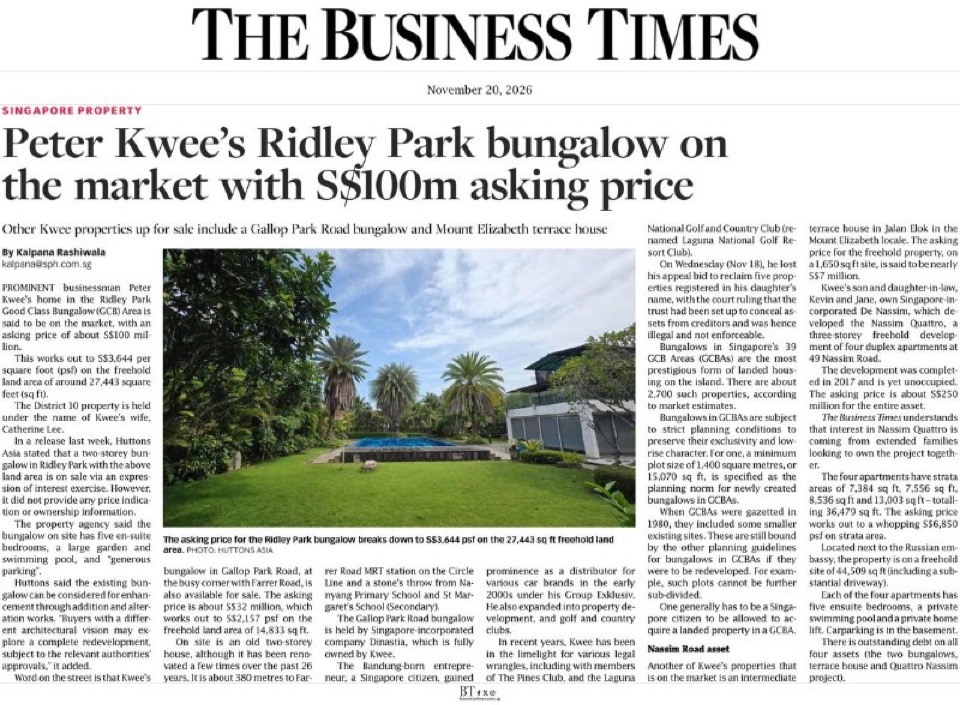 THE BUSINESS TIMES
November 20, 2026
SINGAPORE PROPERTY
Peter Kwee's Ridley Park bungalow on
the market with S$100m asking price
Other Kwee properties up for sale include a Gallop Park Road bungalow and Mount Elizabeth terrace house
By Kalpana Rashiwala
kalpana@sph.com.sg
PROMINENT businessman Peter
Kwee's home in the Ridley Park
Good Class Bungalow (GCB) Area is
said to be on the market, with an
asking price of about S$100 mil-
lion.
This works out to S$3,644 per
square foot (psf) on the freehold
land area of around 27,443 square
feet (sq ft).
The District 10 property is held
under the name of Kwee's wife,
Catherine Lee.
In a release last week, Huttons
Asia stated that a two-storey bun-
galow in Ridley Park with the above
land area is on sale via an expres-
sion of interest exercise. However,
it did not provide any price indica-
tion or ownership information.
The property agency said the
bungalow on site has five en-suite
bedrooms, a large garden and
swimming pool, and "generous
parking".
Huttons said the existing bun-
galow can be considered for enhan-
cement through addition and alter-
ation works. "Buyers with a differ-
ent architectural vision may ex-
plore a complete redevelopment,
subject to the relevant authorities'
approvals," it added.
Word on the street is that Kwee's
The asking price for the Ridley Park bungalow breaks down to S$3,644 psf on the 27,443 sq ft freehold land
area. PHOTO: HUTTONS ASIA
bungalow in Gallop Park Road, at
the busy corner with Farrer Road, is
also available for sale. The asking
price is about S$32 million, which
works out to S$2,157 psf on the
freehold land area of 14,833 sq ft.
On site is an old two-storey
house, although it has been reno-
vated a few times over the past 26
years. It is about 380 metres to Far-
rer Road MRT station on the Circle
Line and a stone's throw from Na-
nyang Primary School and St Mar-
garet's School (Secondary).
The Gallop Park Road bungalow
is held by Singapore-incorporated
company Dinastia, which is fully
owned by Kwee.
The Bandung-born entrepre-
neur, a Singapore citizen, gained
prominence as a distributor for
various car brands in the early
2000s under his Group Exklusiv.
He also expanded into property de-
velopment, and golf and country
clubs.
In recent years, Kwee has been
in the limelight for various legal
wrangles, including with members
of The Pines Club, and the Laguna
National Golf and Country Club (re-
named Laguna National Golf Re-
sort Club).
On Wednesday (Nov 18), he lost
his appeal bid to reclaim five prop-
erties registered in his daughter's
name, with the court ruling that the
trust had been set up to conceal as-
sets from creditors and was hence
illegal and not enforceable.
Bungalows in Singapore's 39
GCB Areas (GCBAs) are the most
prestigious form of landed hous-
ing on the island. There are about
2,700 such properties, according
to market estimates.
Bungalows in GCBAs are subject
to strict planning conditions to
preserve their exclusivity and low-
rise character. For one, a minimum
plot size of 1,400 square metres, or
15,070 sq ft, is specified as the
planning norm for newly created
bungalows in GCBAs.
When GCBAs were gazetted in
1980, they included some smaller
existing sites. These are still bound
by the other planning guidelines
for bungalows in GCBAs if they
were to be redeveloped. For exam-
ple, such plots cannot be further
sub-divided.
One generally has to be a Singa-
pore citizen to be allowed to ac-
quire a landed property in a GCBA.
Nassim Road asset
Another of Kwee's properties that
is on the market is an intermediate
terrace house in Jalan Elok in the
Mount Elizabeth locale. The asking
price for the freehold property, on
a 1,650 sq ft site, is said to be nearly
S$7 million.
Kwee's son and daughter-in-law,
Kevin and Jane, own Singapore-in-
corporated De Nassim, which de-
veloped the Nassim Quattro, a
three-storey freehold develop-
ment of four duplex apartments at
49 Nassim Road.
The development was complet-
ed in 2017 and is yet unoccupied.
The asking price is about S$250
million for the entire asset.
The Business Times understands
that interest in Nassim Quattro is
coming from extended families
looking to own the project togeth-
er.
The four apartments have strata
areas of 7,384 sq ft, 7,556 sq ft,
8,536 sq ft and 13,003 sq ft – totall-
ing 36,479 sq ft. The asking price
works out to a whopping S$6,850
psf on strata area.
Located next to the Russian em-
bassy, the property is on a freehold
site of 44,509 sq ft (including a sub-
stantial driveway).
Each of the four apartments has
five ensuite bedrooms, a private
swimming pool and a private home
lift. Carparking is in the basement.
There is outstanding debt on all
four assets (the two bungalows,
terrace house and Quattro Nassim
project).
BT